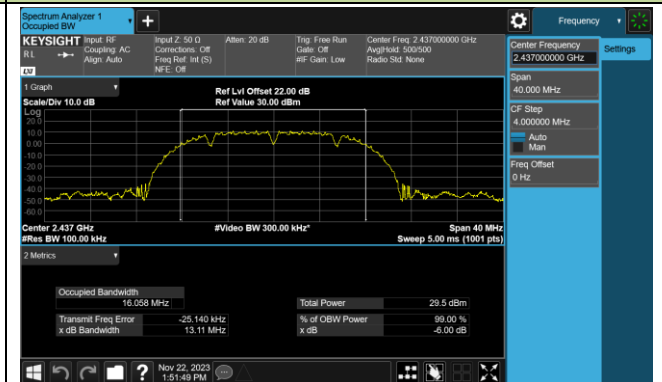 Spectrum Analyzer 1
Occupied BW
Frequency
KEYSIGHT Input: RF
RL Coupling: AC
Align: Auto
LXI
Input Z: 50 Ω
Corrections: Off
Freq Ref: Int (S)
NFE: Off
Atten: 20 dB
Trig: Free Run
Gate: Off
#IF Gain: Low
Center Freq: 2.437000000 GHz
Avg|Hold: 500/500
Radio Std: None
Center Frequency
2.437000000 GHz
Settings
Span
40.000 MHz
CF Step
4.000000 MHz
Auto
Man
Freq Offset
0 Hz
1 Graph
Scale/Div 10.0 dB
Ref Lvl Offset 22.00 dB
Ref Value 30.00 dBm
Log
20.0
10.0
0.00
-10.0
-20.0
-30.0
-40.0
-50.0
-60.0
Center 2.437 GHz
#Res BW 100.00 kHz
#Video BW 300.00 kHz*
Span 40 MHz
Sweep 5.00 ms (1001 pts)
2 Metrics
Occupied Bandwidth
16.058 MHz
Total Power 29.5 dBm
Transmit Freq Error -25.140 kHz
% of OBW Power 99.00 %
x dB Bandwidth 13.11 MHz
x dB -6.00 dB
?
Nov 22, 2023
1:51:49 PM